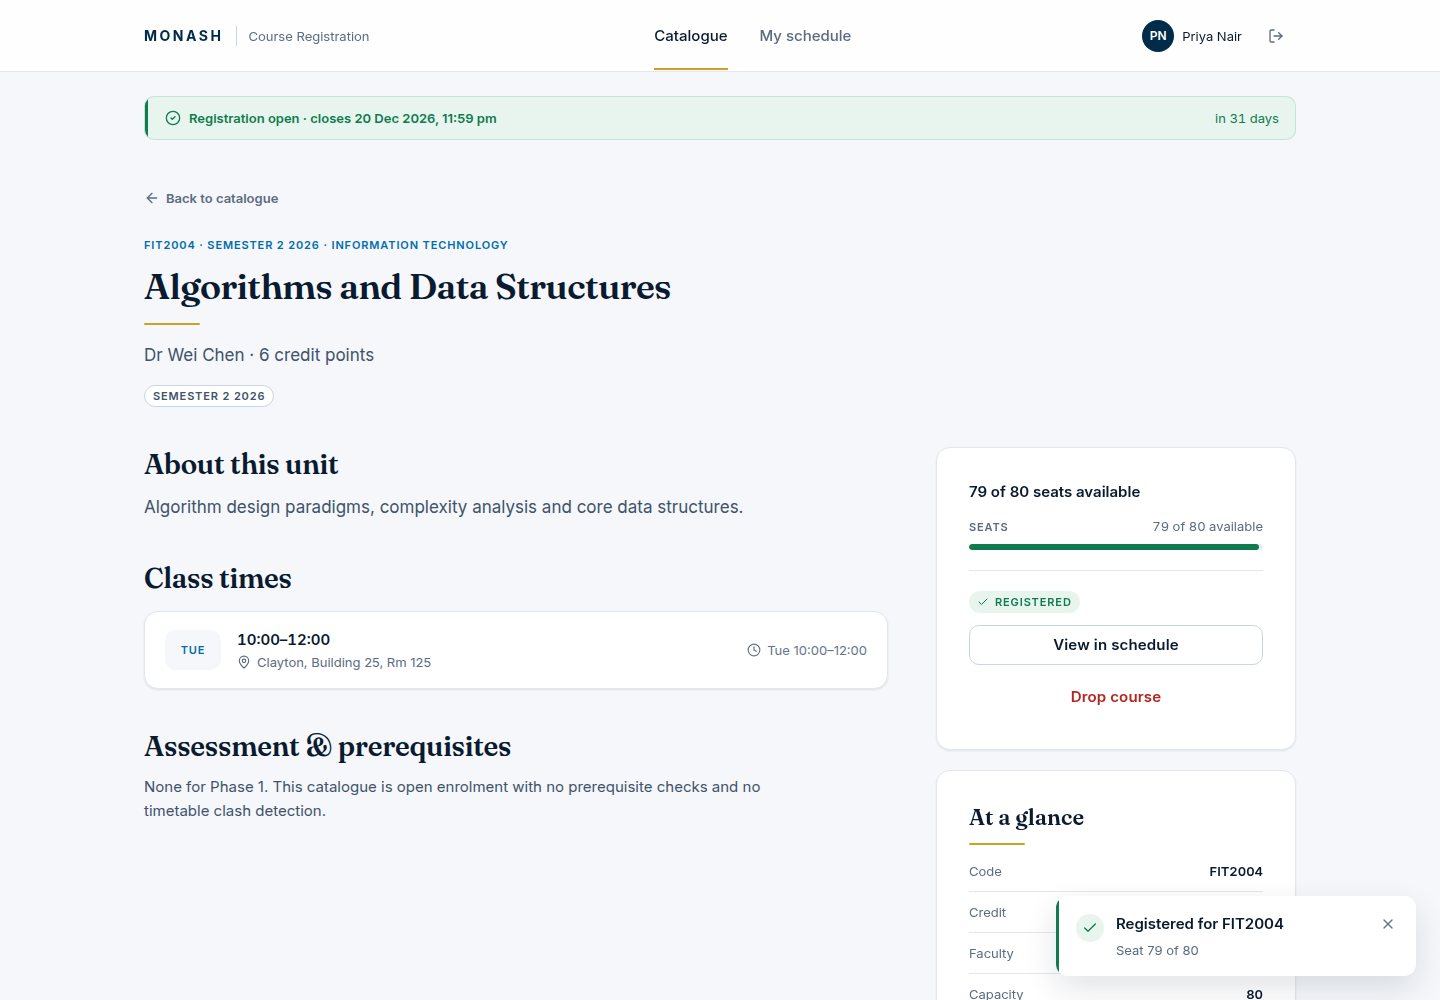 MONASH
Course Registration
Catalogue
My schedule
PN
Priya Nair
Registration open · closes 20 Dec 2026, 11:59 pm
in 31 days
Back to catalogue
FIT2004 · SEMESTER 2 2026 · INFORMATION TECHNOLOGY
Algorithms and Data Structures
Dr Wei Chen · 6 credit points
SEMESTER 2 2026
About this unit
Algorithm design paradigms, complexity analysis and core data structures.
Class times
TUE
10:00–12:00
Clayton, Building 25, Rm 125
Tue 10:00–12:00
Assessment & prerequisites
None for Phase 1. This catalogue is open enrolment with no prerequisite checks and no
timetable clash detection.
79 of 80 seats available
SEATS
79 of 80 available
REGISTERED
View in schedule
Drop course
At a glance
Code
FIT2004
Credit
Faculty
Capacity
80
Registered for FIT2004
Seat 79 of 80